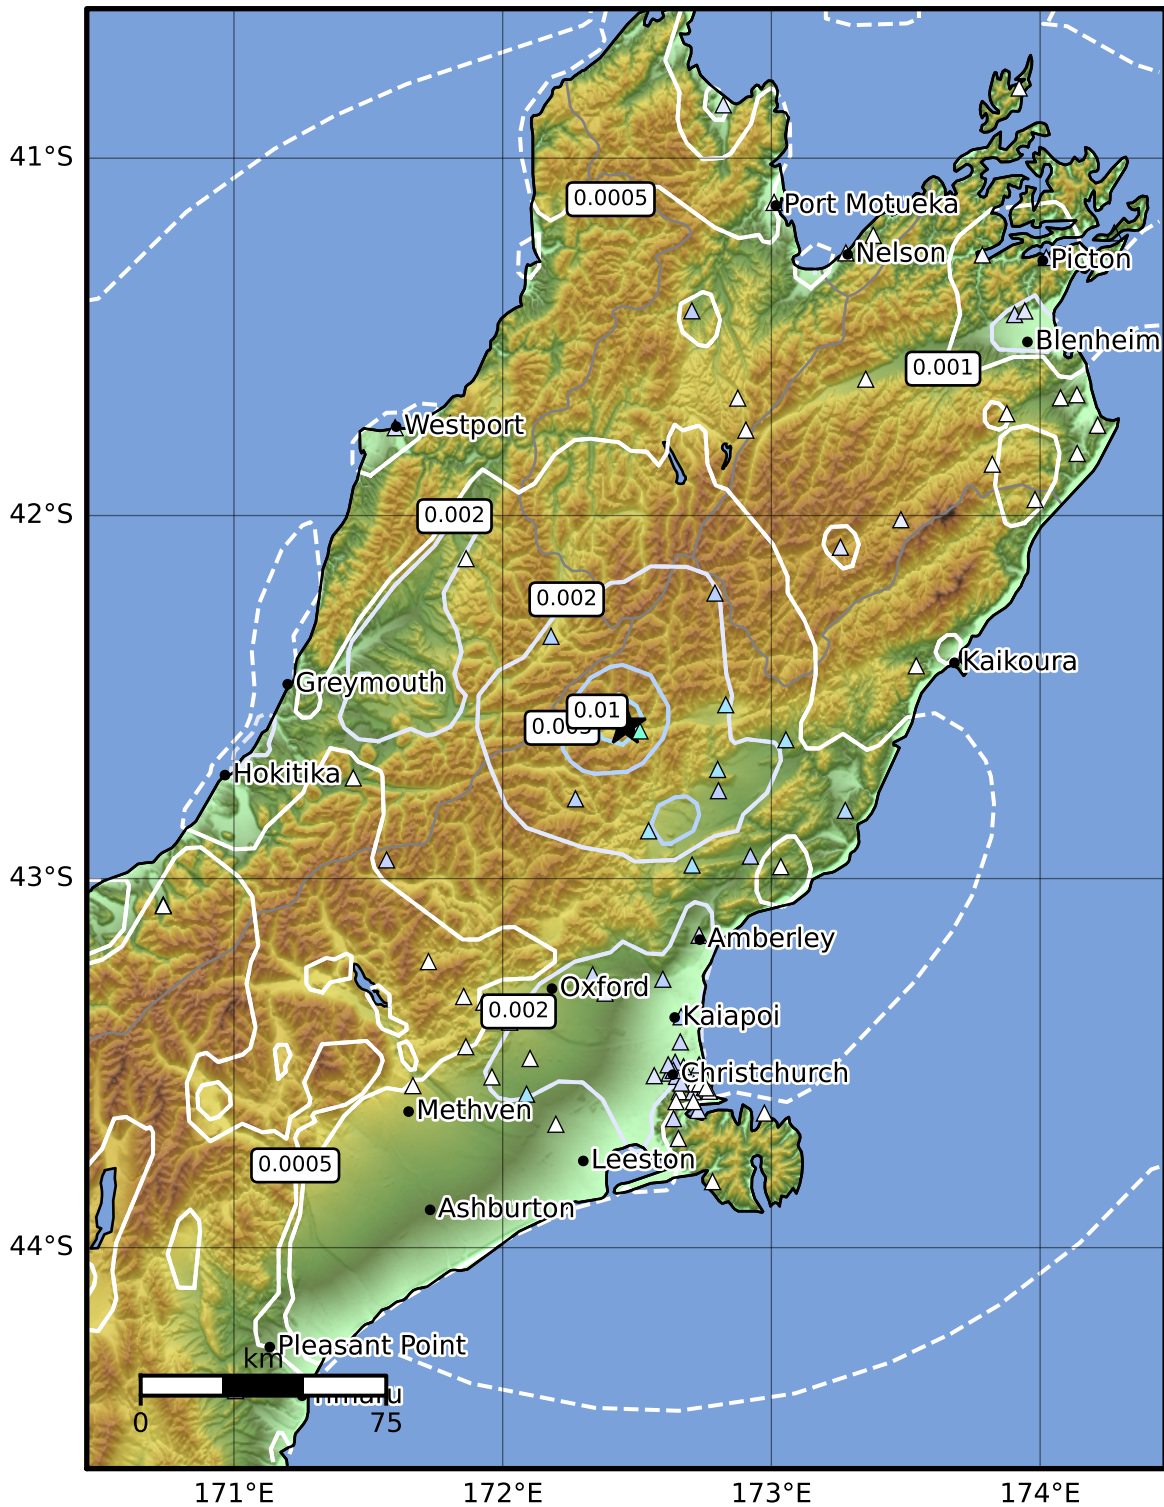 41°S
0.0005
Port Motueka
Nelson
Picton
Blenheim
0.001
Westport
42°S
0.002
0.002
Kaikoura
Greymouth
0.01
Hokitika
43°S
Amberley
Oxford
0.002
Kaiapoi
Christchurch
Methven
0.0005
Leeston
Ashburton
44°S
Pleasant Point
km
0
75
171°E
172°E
173°E
174°E